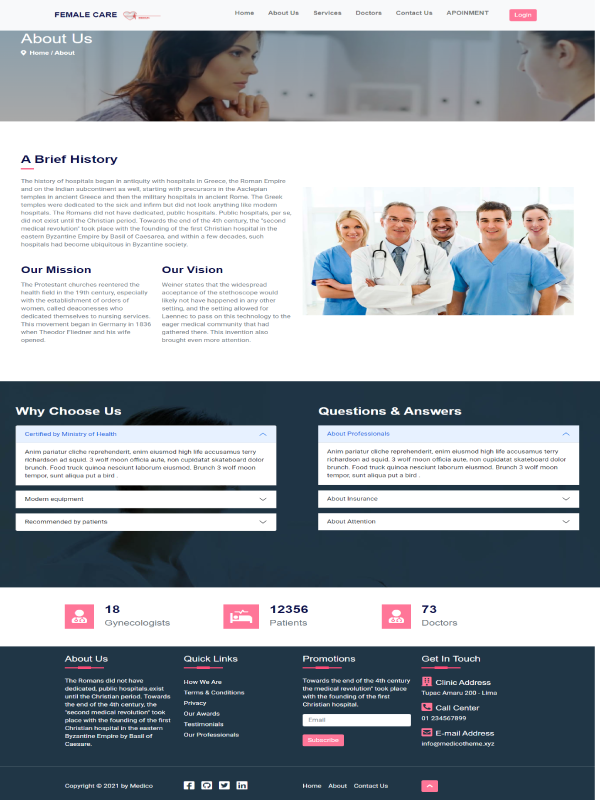 FEMALE CARE
Home About Us Services Doctors Contact Us APOINMENT Login
About Us
Home / About
A Brief History
The history of hospitals began in antiquity with hospitals in Greece, the Roman Empire
and on the Indian subcontinent as well, starting with precursors in the Asclepian
temples in ancient Greece and then the military hospitals in ancient Rome. The Greek
temples were dedicated to the sick and infirm but did not look anything like modern
hospitals. The Romans did not have dedicated, public hospitals. Public hospitals, per se,
did not exist until the Christian period. Towards the end of the 4th century, the "second
medical revolution" took place with the founding of the first Christian hospital in the
eastern Byzantine Empire by Basil of Caesarea, and within a few decades, such
hospitals had become ubiquitous in Byzantine society.
Our Mission
The Protestant churches reentered the
health field in the 19th century, especially
with the establishment of orders of
women, called deaconesses who
dedicated themselves to nursing services.
This movement began in Germany in 1836
when Theodor Fliedner and his wife
opened.
Our Vision
Weiner states that the widespread
acceptance of the stethoscope would
likely not have happened in any other
setting, and the setting allowed for
Laennec to pass on this technology to the
eager medical community that had
gathered there. This invention also
brought even more attention.
Why Choose Us
Certified by Ministry of Health
Anim pariatur cliche reprehenderit, enim eiusmod high life accusamus terry
richardson ad squid. 3 wolf moon officia aute, non cupidatat skateboard dolor
brunch. Food truck quinoa nesciunt laborum eiusmod. Brunch 3 wolf moon
tempor, sunt aliqua put a bird .
Modern equipment
Recommended by patients
Questions & Answers
About Professionals
Anim pariatur cliche reprehenderit, enim eiusmod high life accusamus terry
richardson ad squid. 3 wolf moon officia aute, non cupidatat skateboard dolor
brunch. Food truck quinoa nesciunt laborum eiusmod. Brunch 3 wolf moon
tempor, sunt aliqua put a bird .
About Insurance
About Attention
18
Gynecologists
12356
Patients
73
Doctors
About Us
The Romans did not have
dedicated, public hospitals.exist
until the Christian period. Towards
the end of the 4th century, the
"second medical revolution" took
place with the founding of the first
Christian hospital in the eastern
Byzantine Empire by Basil of
Caesare.
Quick Links
How We Are
Terms & Conditions
Privacy
Our Awards
Testimonials
Our Professionals
Promotions
Towards the end of the 4th century
the medical revolution" took place
with the founding of the first
Christian hospital.
Email
Subscribe
Get In Touch
Clinic Address
Tupac Amaru 200 - Lima
Call Center
01 234567899
E-mail Address
info@medicotheme.xyz
Copyright © 2021 by Medico
Home About Contact Us